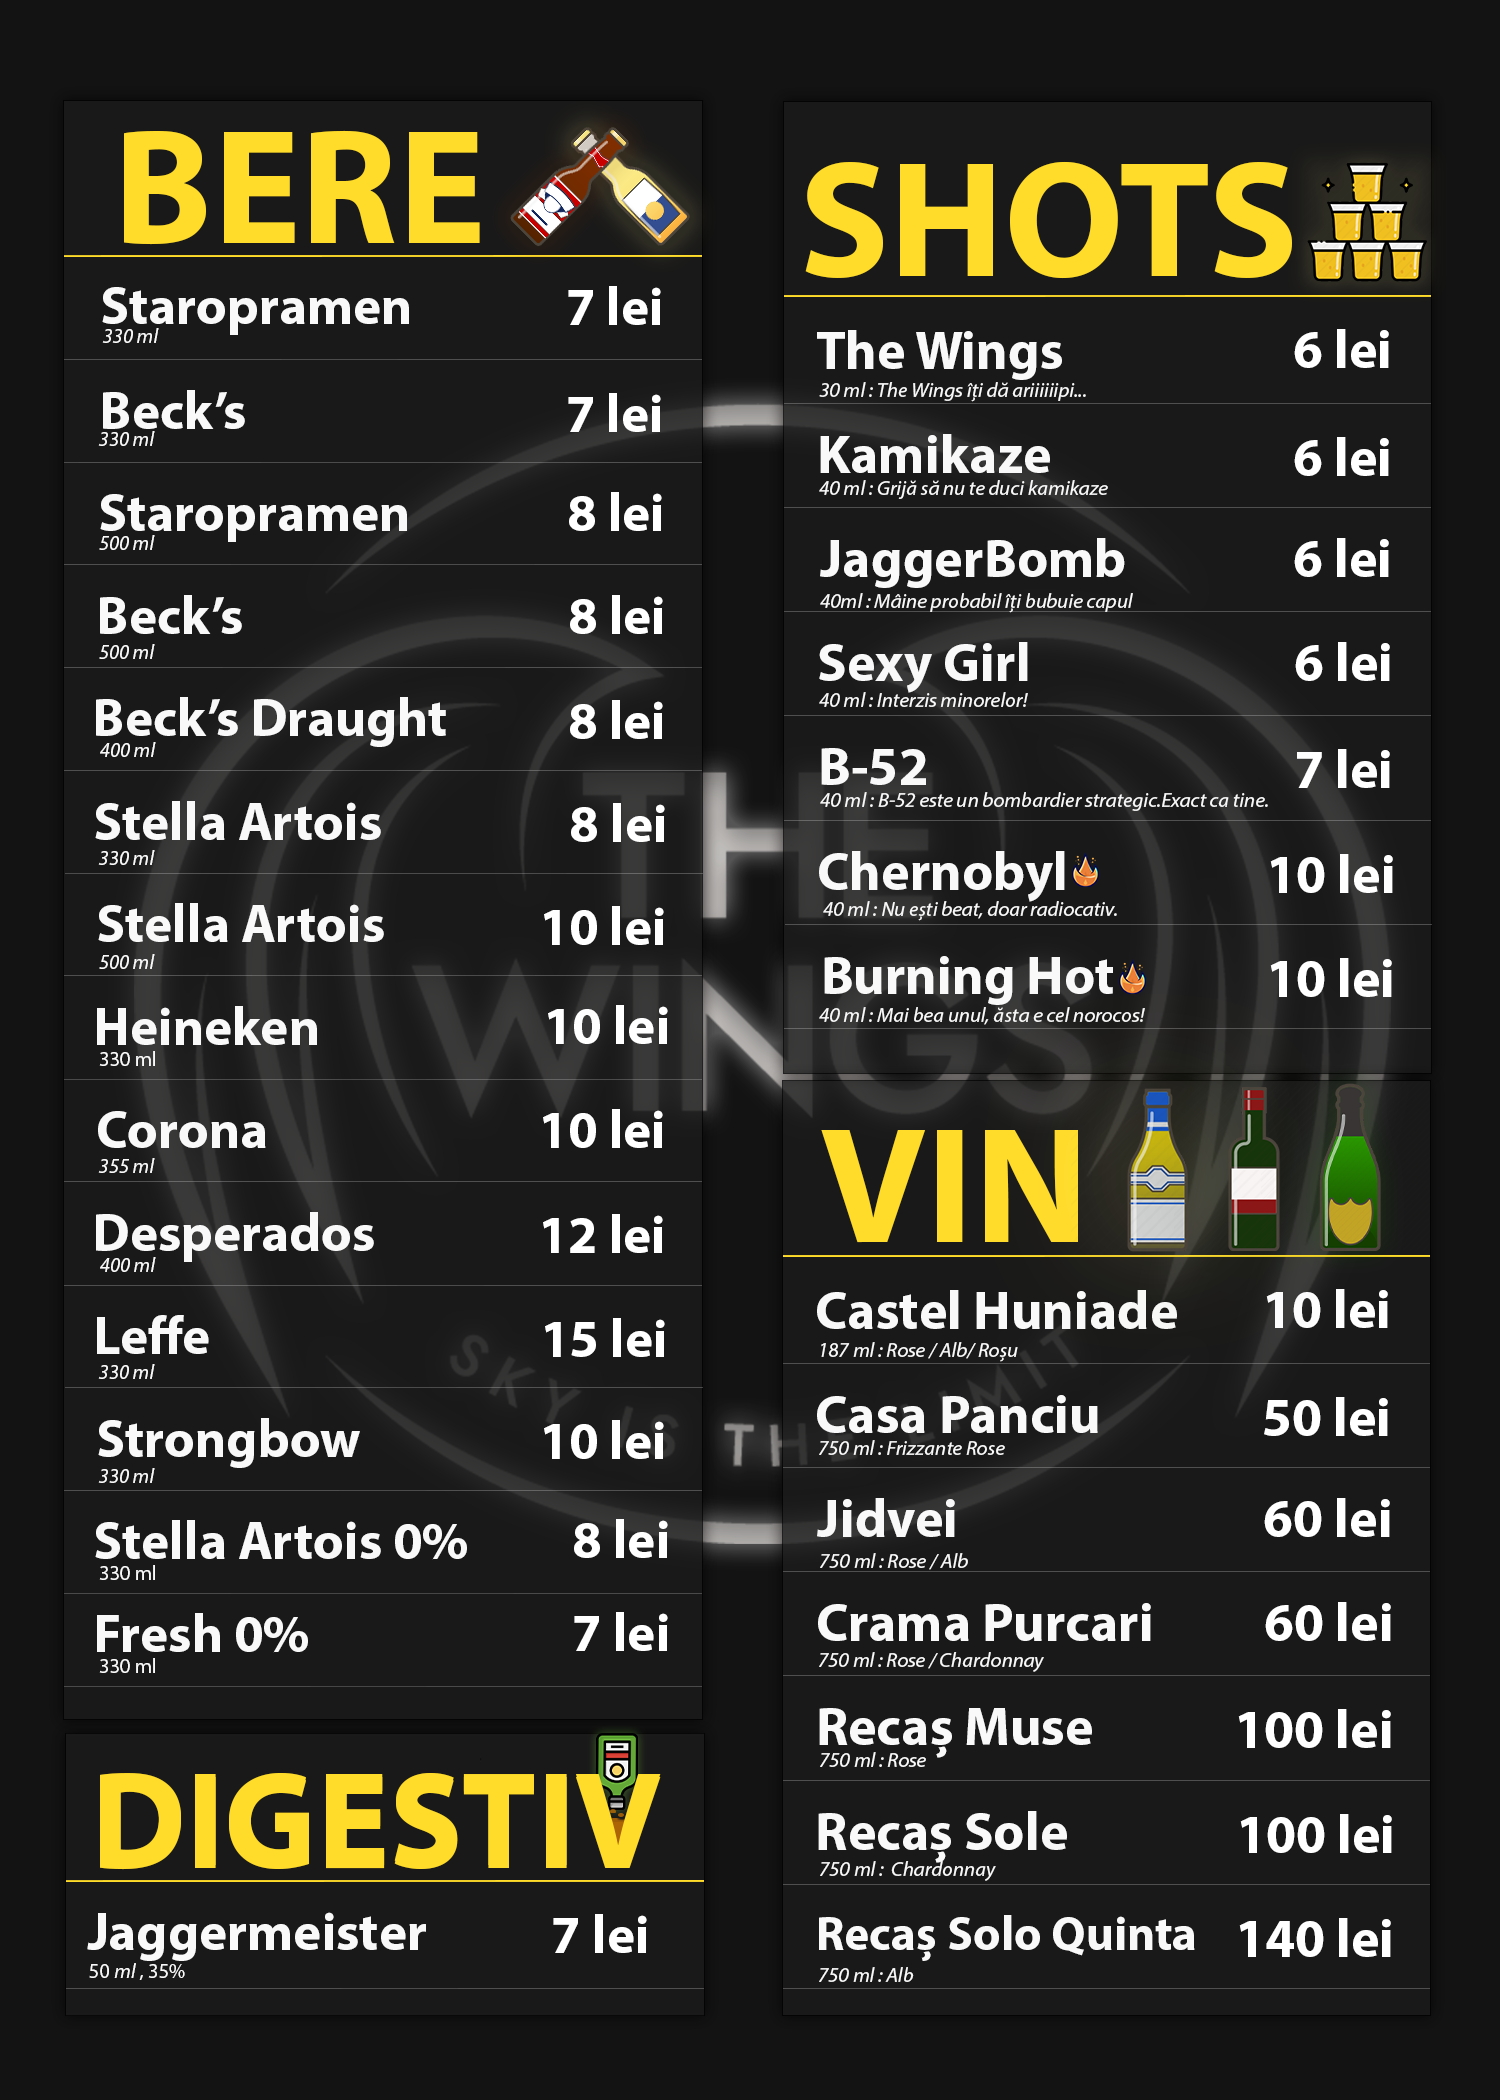 BERE
Staropramen 7 lei
330 ml
Beck's 7 lei
330 ml
Staropramen 8 lei
500 ml
Beck's 8 lei
500 ml
Beck's Draught 8 lei
400 ml
Stella Artois 8 lei
330 ml
Stella Artois 10 lei
500 ml
Heineken 10 lei
330 ml
Corona 10 lei
355 ml
Desperados 12 lei
400 ml
Leffe 15 lei
330 ml
Strongbow 10 lei
330 ml
Stella Artois 0% 8 lei
330 ml
Fresh 0% 7 lei
330 ml
DIGESTIV
Jaggermeister 7 lei
50 ml , 35%
SHOTS
The Wings 6 lei
30 ml : The Wings îți dă ariiiiiipi...
Kamikaze 6 lei
40 ml : Grijă să nu te duci kamikaze
JaggerBomb 6 lei
40ml : Mâine probabil îți bubuie capul
Sexy Girl 6 lei
40 ml : Interzis minorelor!
B-52 7 lei
40 ml : B-52 este un bombardier strategic.Exact ca tine.
Chernobyl 10 lei
40 ml : Nu ești beat, doar radiocativ.
Burning Hot 10 lei
40 ml : Mai bea unul, ăsta e cel norocos!
VIN
Castel Huniade 10 lei
187 ml : Rose / Alb/ Roșu
Casa Panciu 50 lei
750 ml : Frizzante Rose
Jidvei 60 lei
750 ml : Rose / Alb
Crama Purcari 60 lei
750 ml : Rose / Chardonnay
Recaș Muse 100 lei
750 ml : Rose
Recaș Sole 100 lei
750 ml : Chardonnay
Recaș Solo Quinta 140 lei
750 ml : Alb
THE
WINGS
SKY IS THE LIMIT